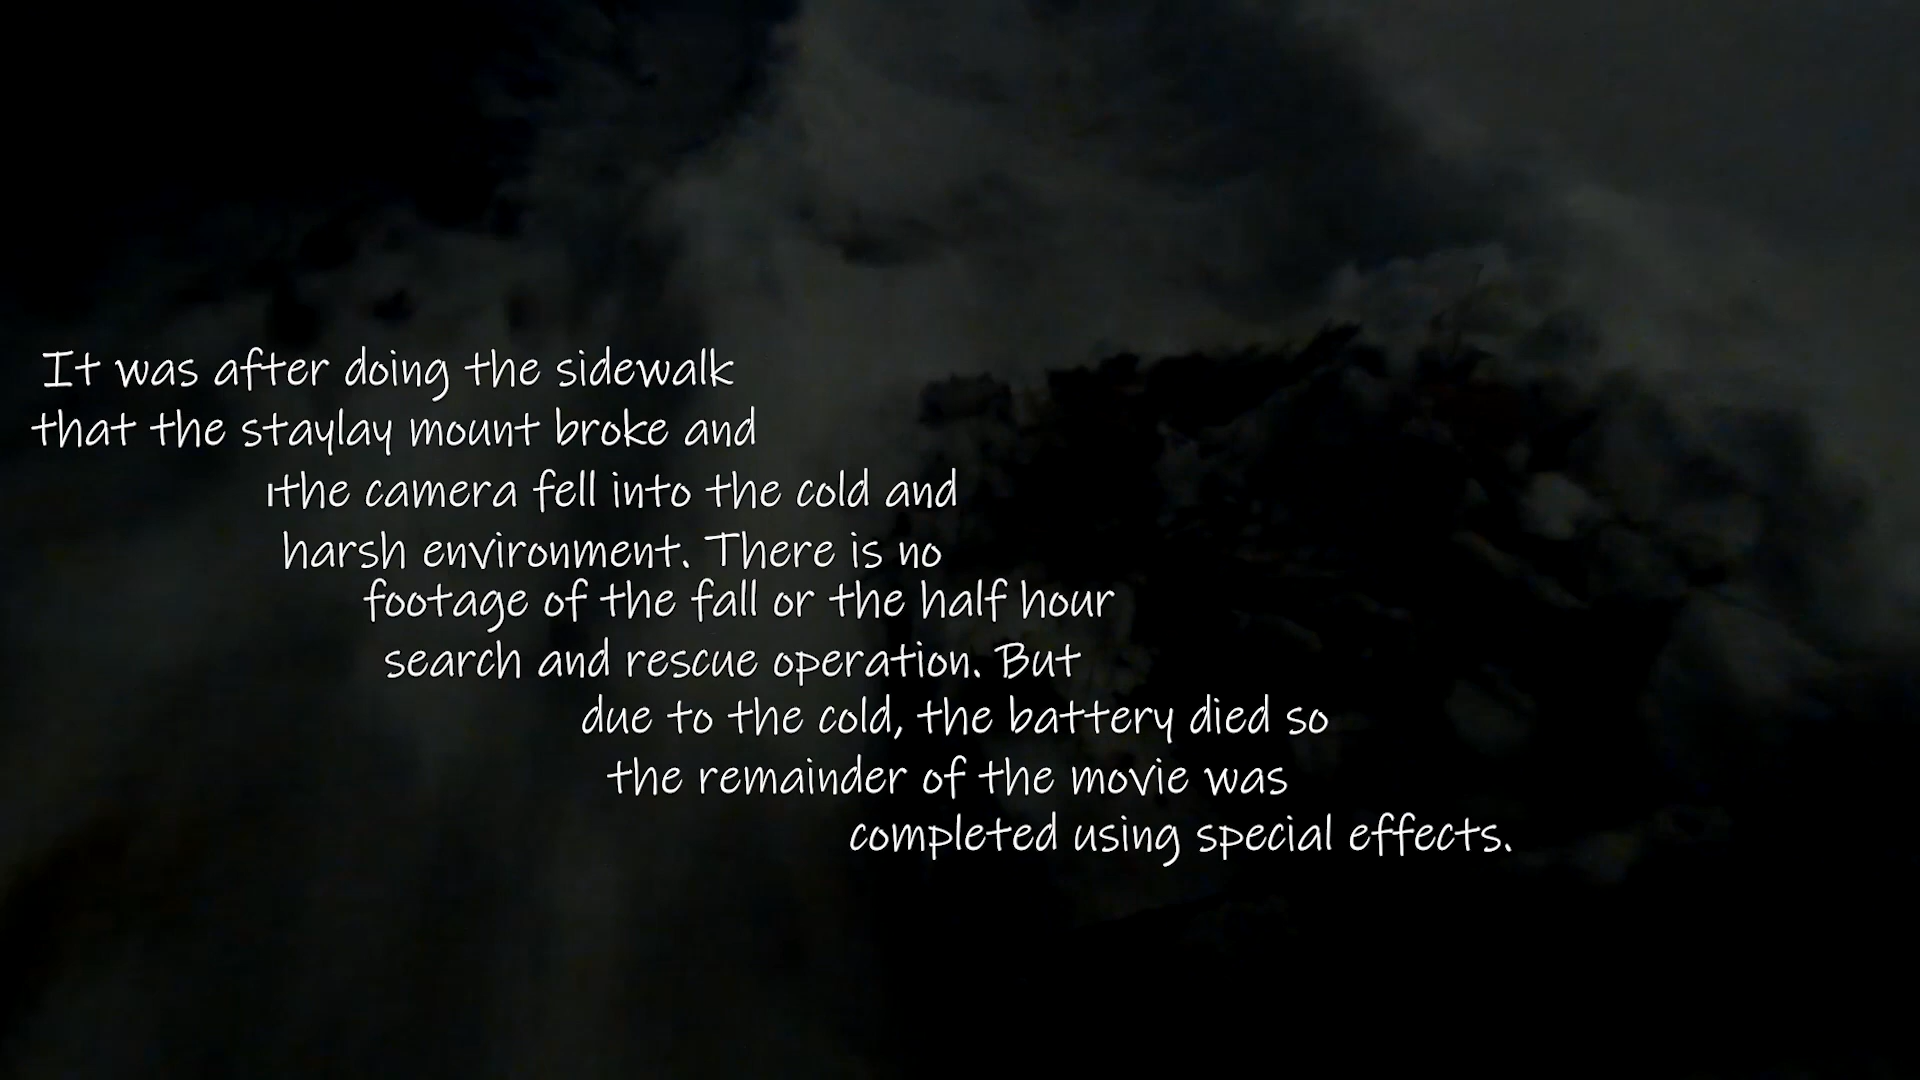 It was after doing the sidewalk
that the staylay mount broke and
the camera fell into the cold and
harsh environment. There is no
footage of the fall or the half hour
search and rescue operation. But
due to the cold, the battery died so
the remainder of the movie was
completed using special effects.